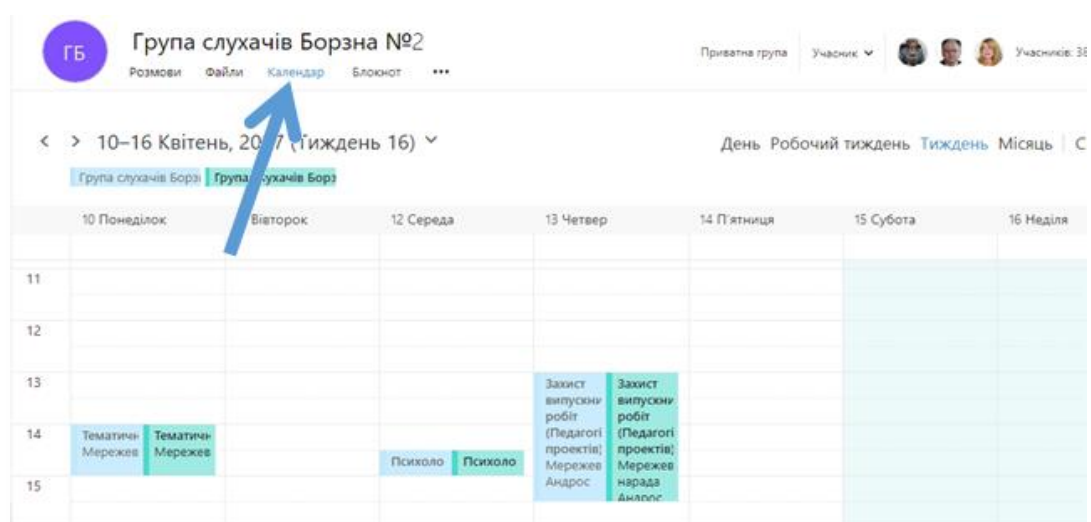 ГБ
Група слухачів Борзна №2
Розмови Файли Календар Блокнот •••
Приватна група
Учасник
Учасників: 38
< > 10–16 Квітень, (Тиждень 16)
День Робочий тиждень Тиждень Місяць
Група слухачів Борз
Борз
10 Понеділок
Вівторок
12 Середа
13 Четвер
14 П'ятниця
15 Субота
16 Неділя
11
12
13
Захист випускни робіт (Педагогі проектів) Мережев Андрос
Захист випускни робіт (Педагогі проектів) Мережев нарада Андрос
14
Тематичн Мережев
Тематичн Мережев
Психоло
Психоло
15